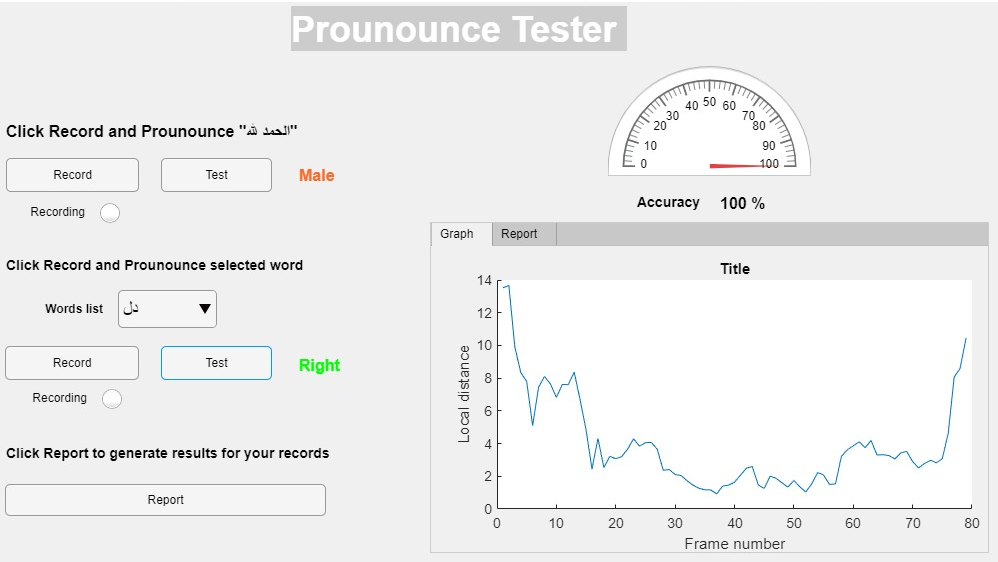 Prounounce Tester
Click Record and Prounounce "الحمد لله"
Record
Test
Male
Recording
Click Record and Prounounce selected word
Words list
دل
Record
Test
Right
Recording
Click Report to generate results for your records
Report
0
10
20
30
40
50
60
70
80
90
100
Accuracy 100 %
Graph
Report
Title
Local distance
14
12
10
8
6
4
2
0
0 10 20 30 40 50 60 70 80
Frame number